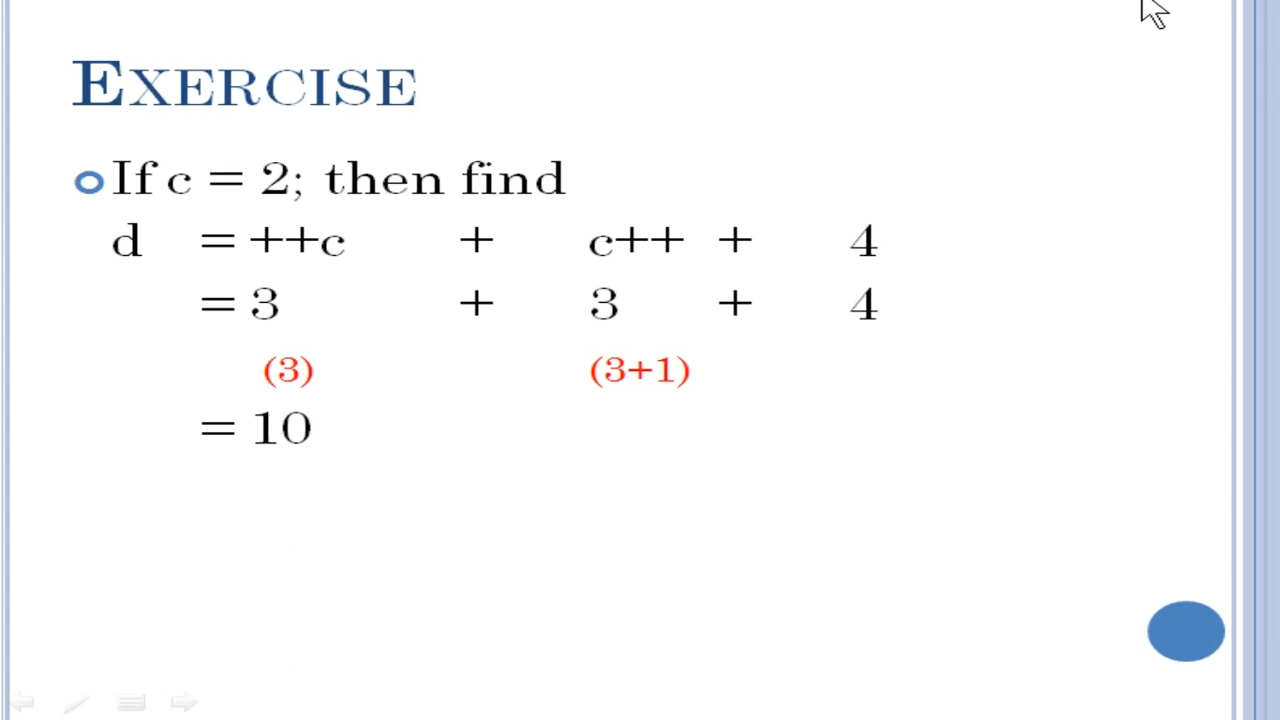 EXERCISE
If c = 2; then find
d = ++c + c++ + 4
= 3 + 3 + 4
(3) (3+1)
= 10